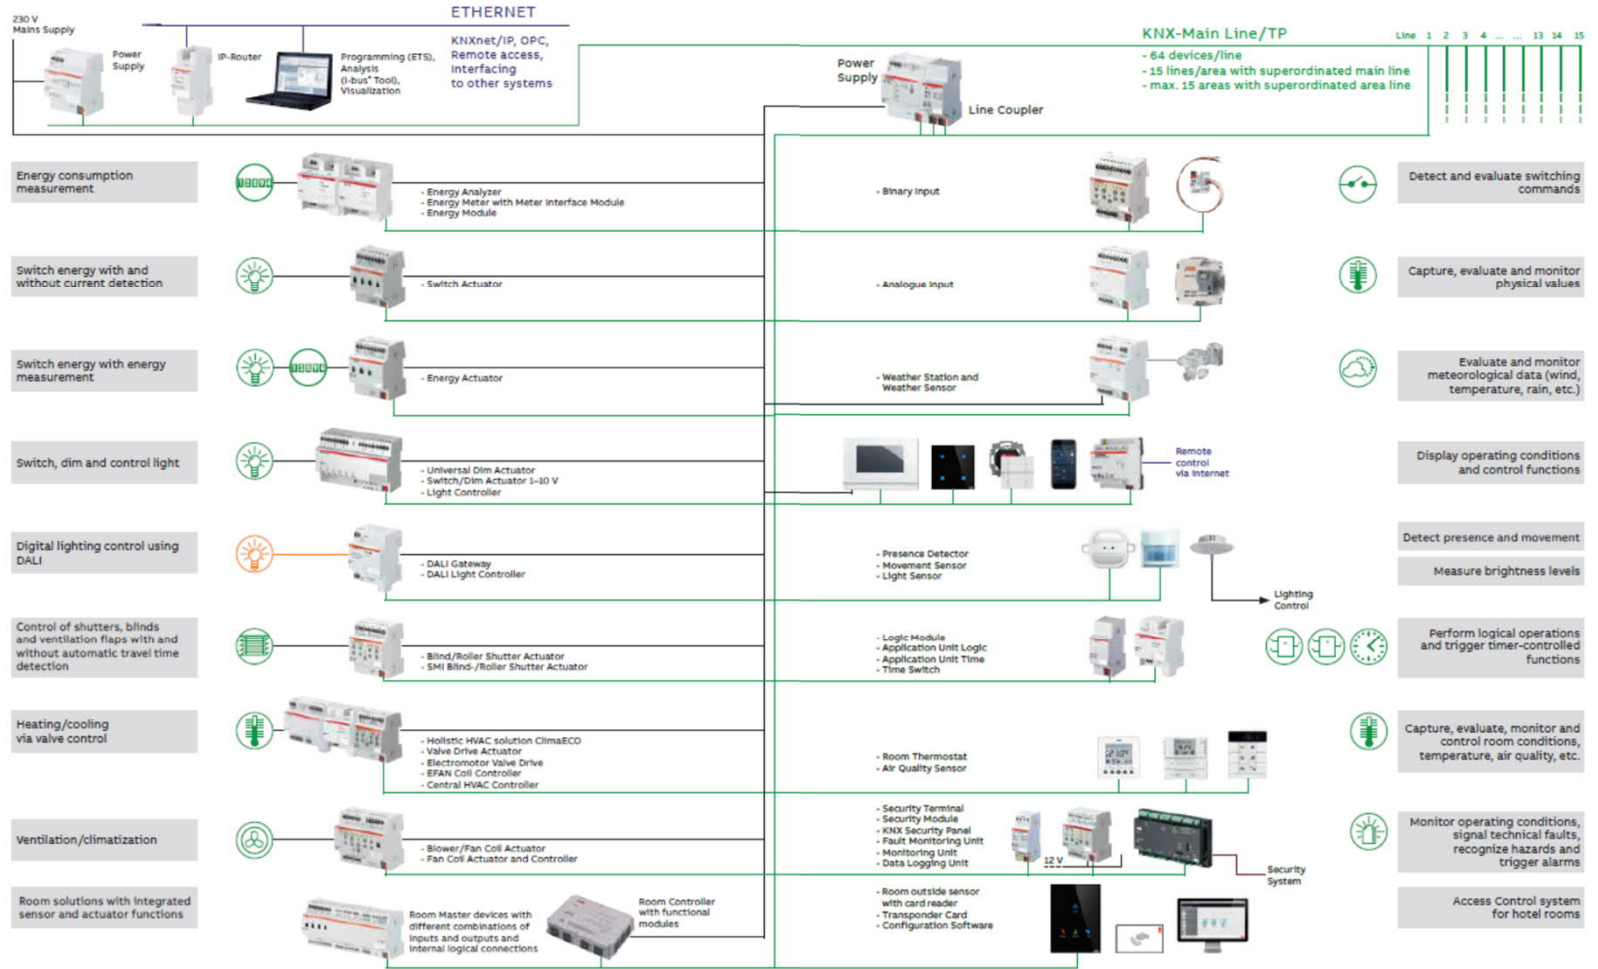 230 V
Mains Supply
Power
Supply
IP-Router
Programming (ETS),
Analysis
(i-bus® Tool),
Visualization
ETHERNET
KNXnet/IP, OPC,
Remote access,
Interfacing
to other systems
Power
Supply
Line Coupler
KNX-Main Line/TP
- 64 devices/line
- 15 lines/area with superordinated main line
- max. 15 areas with superordinated area line
Line 1 2 3 4 ... ... 13 14 15
Energy consumption
measurement
- Energy Analyzer
- Energy Meter with Meter Interface Module
- Energy Module
- Binary Input
Detect and evaluate switching
commands
Switch energy with and
without current detection
- Switch Actuator
- Analogue Input
Capture, evaluate and monitor
physical values
Switch energy with energy
measurement
- Energy Actuator
- Weather Station and
Weather Sensor
Evaluate and monitor
meteorological data (wind,
temperature, rain, etc.)
Switch, dim and control light
- Universal Dim Actuator
- Switch/Dim Actuator 1–10 V
- Light Controller
Remote
control
via Internet
Display operating conditions
and control functions
Digital lighting control using
DALI
- DALI Gateway
- DALI Light Controller
- Presence Detector
- Movement Sensor
- Light Sensor
Lighting
Control
Detect presence and movement
Measure brightness levels
Control of shutters, blinds
and ventilation flaps with and
without automatic travel time
detection
- Blind/Roller Shutter Actuator
- SMI Blind-/Roller Shutter Actuator
- Logic Module
- Application Unit Logic
- Application Unit Time
- Time Switch
Perform logical operations
and trigger timer-controlled
functions
Heating/cooling
via valve control
- Holistic HVAC solution ClimaECO
- Valve Drive Actuator
- Electromotor Valve Drive
- EFAN Coil Controller
- Central HVAC Controller
- Room Thermostat
- Air Quality Sensor
Capture, evaluate, monitor and
control room conditions,
temperature, air quality, etc.
Ventilation/climatization
- Blower/Fan Coil Actuator
- Fan Coil Actuator and Controller
- Security Terminal
- Security Module
- KNX Security Panel
- Fault Monitoring Unit
- Monitoring Unit
- Data Logging Unit
12 V
Security
System
Monitor operating conditions,
signal technical faults,
recognize hazards and
trigger alarms
Room solutions with integrated
sensor and actuator functions
Room Master devices with
different combinations of
inputs and outputs and
internal logical connections
Room Controller
with functional
modules
- Room outside sensor
with card reader
- Transponder Card
- Configuration Software
Access Control system
for hotel rooms